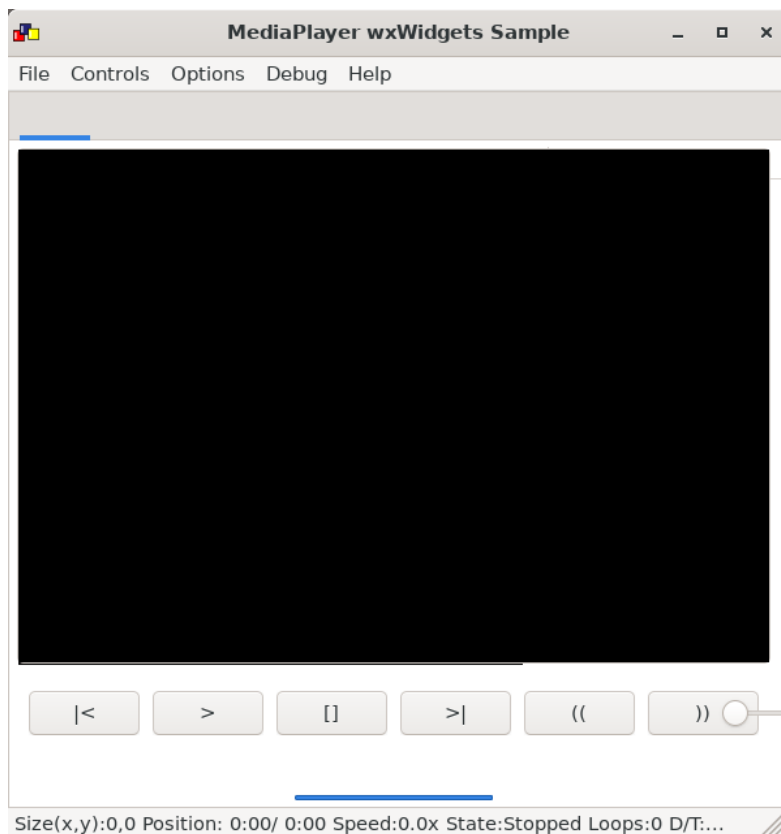 MediaPlayer wxWidgets Sample
File Controls Options Debug Help
|< > [] >| (( ))
Size(x,y):0,0 Position: 0:00/ 0:00 Speed:0.0x State:Stopped Loops:0 D/T:...